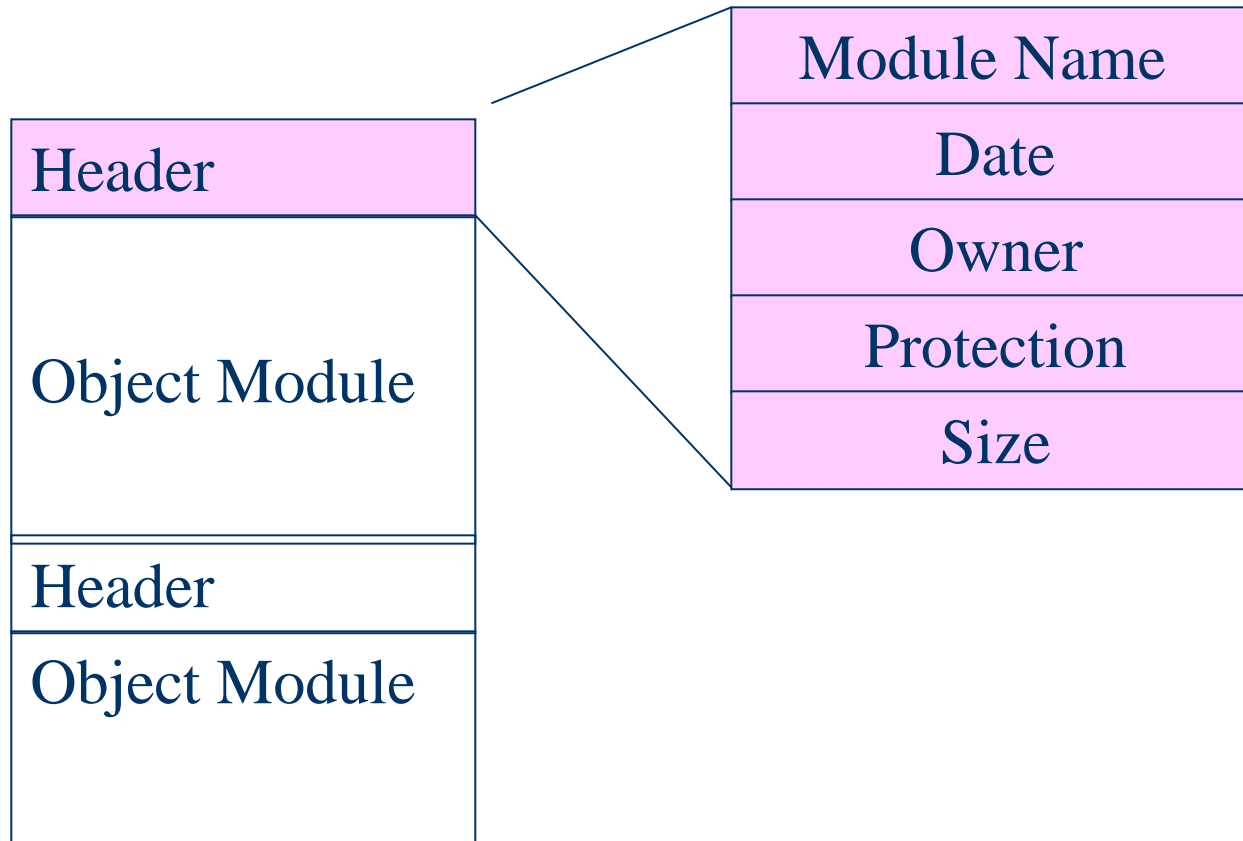 Header
Object Module
Header
Object Module
Module Name
Date
Owner
Protection
Size